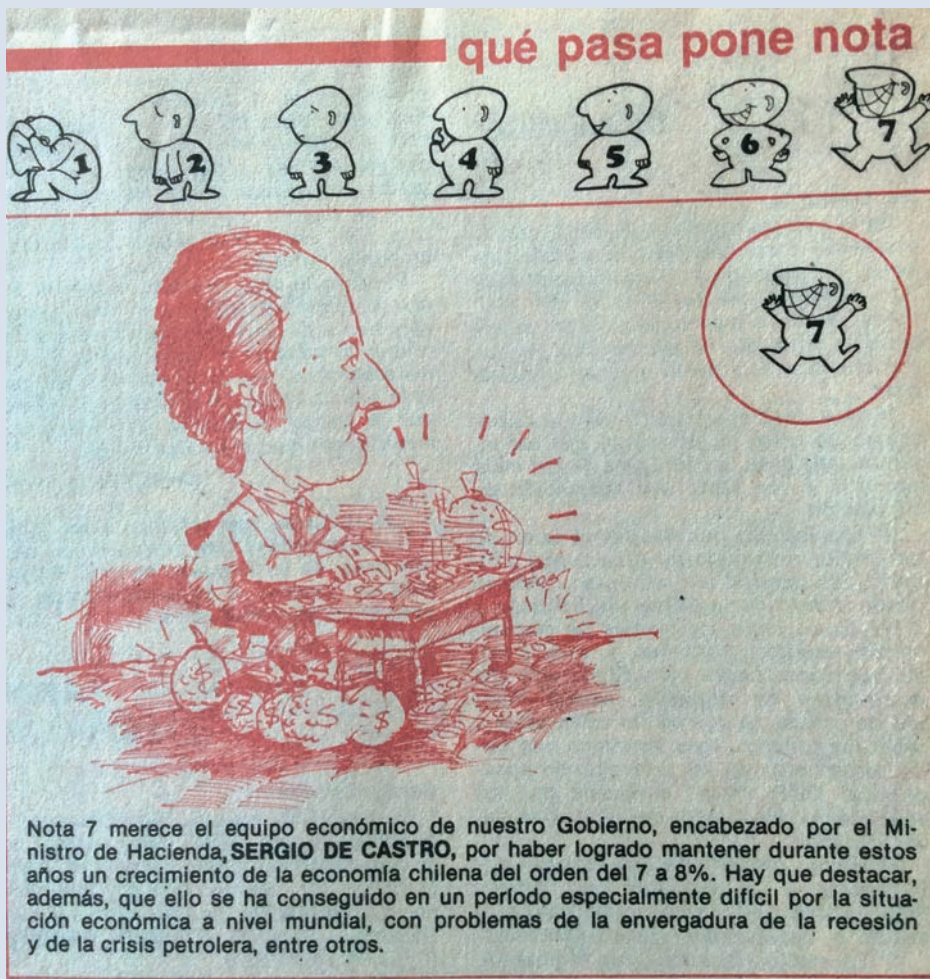 qué pasa pone nota
1 2 3 4 5 6 7
7
$ $ $ $
Nota 7 merece el equipo económico de nuestro Gobierno, encabezado por el Mi-
nistro de Hacienda, SERGIO DE CASTRO, por haber logrado mantener durante estos
años un crecimiento de la economía chilena del orden del 7 a 8%. Hay que destacar,
además, que ello se ha conseguido en un período especialmente difícil por la situa-
ción económica a nivel mundial, con problemas de la envergadura de la recesión
y de la crisis petrolera, entre otros.